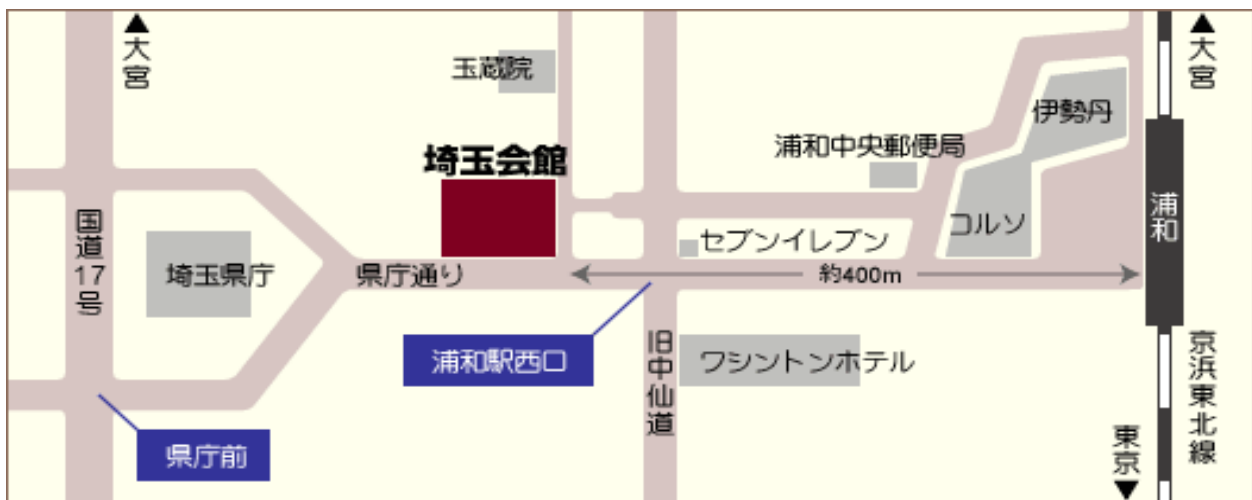 ▲大宮
▲大宮
玉蔵院
伊勢丹
浦和中央郵便局
埼玉会館
浦和
国道17号
コルソ
セブンイレブン
埼玉県庁
県庁通り
約400m
浦和駅西口
旧中仙道
ワシントンホテル
京浜東北線
県庁前
東京▼